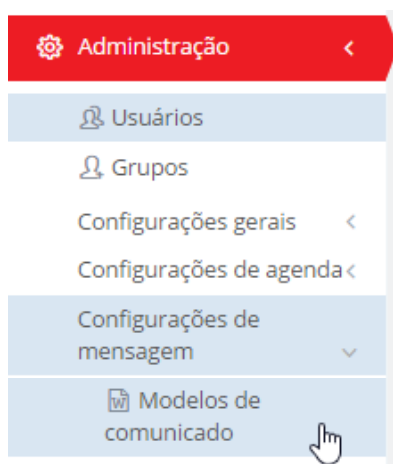 Administração
Usuários
Grupos
Configurações gerais
Configurações de agenda
Configurações de
mensagem
Modelos de
comunicado